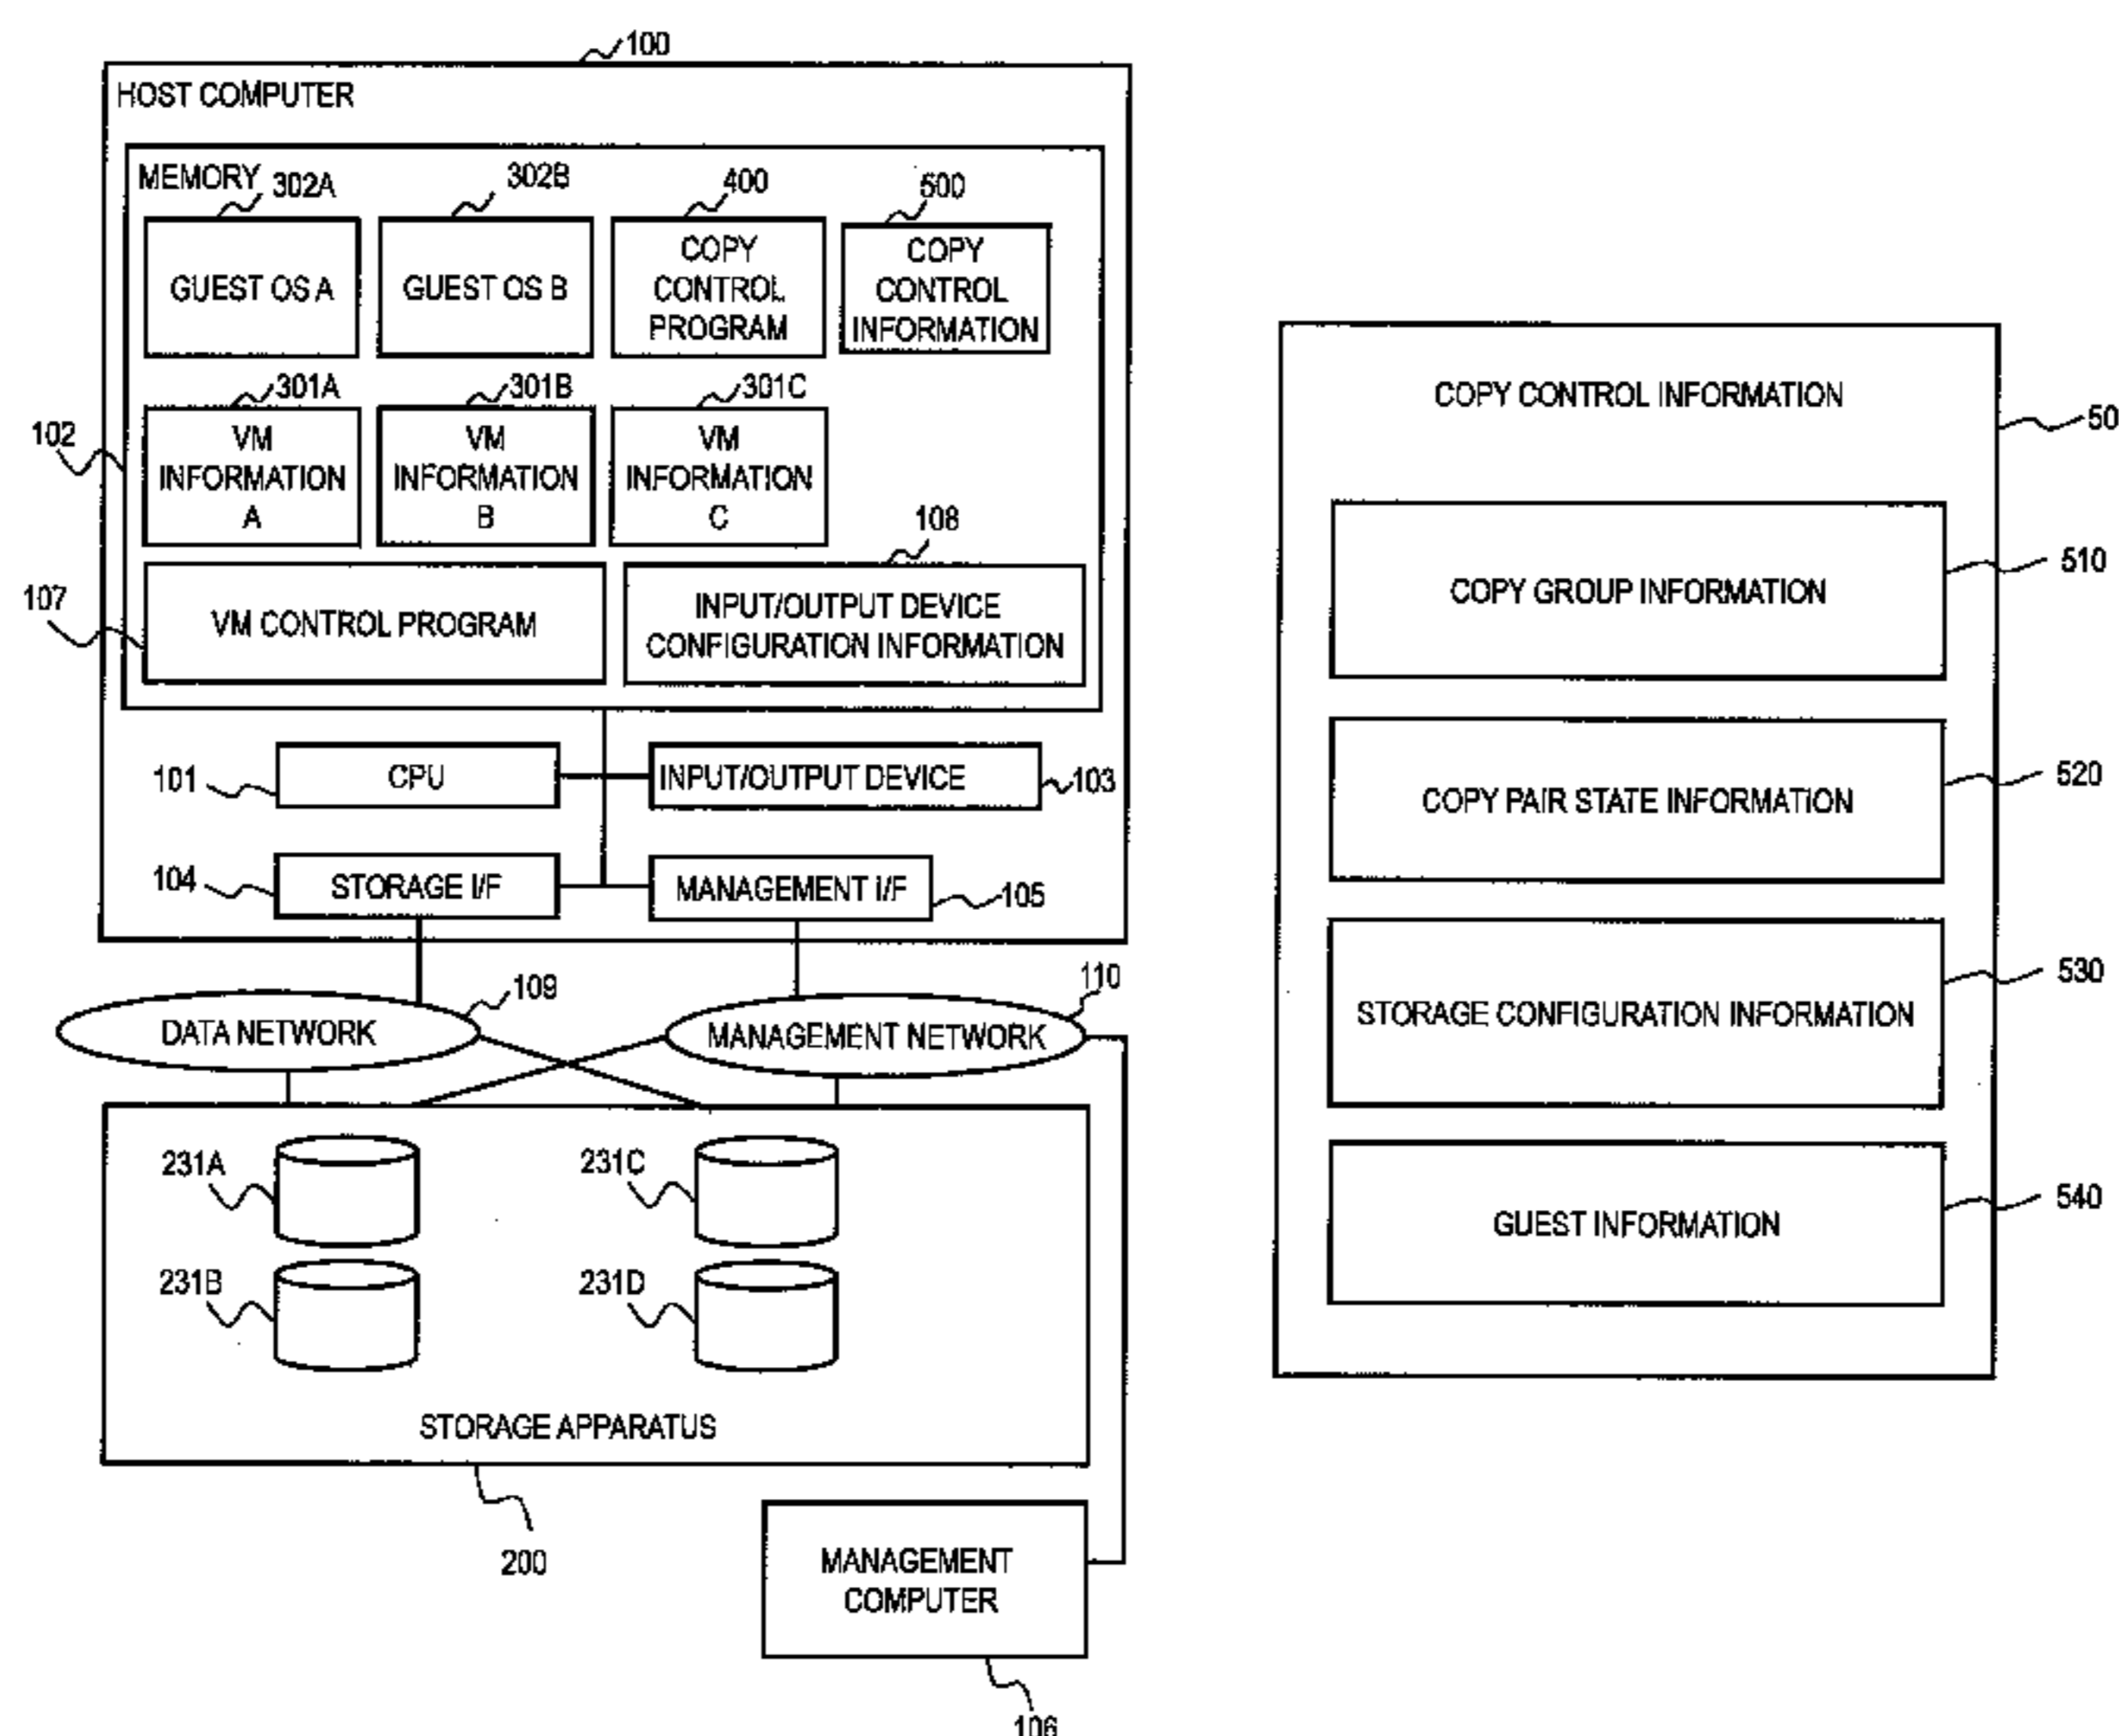 100
HOST COMPUTER
MEMORY
302A
302B
400
500
GUEST OS A
GUEST OS B
COPY
CONTROL
PROGRAM
COPY
CONTROL
INFORMATION
301A
301B
301C
102
VM
INFORMATION
A
VM
INFORMATION
B
VM
INFORMATION
C
108
107
VM CONTROL PROGRAM
INPUT/OUTPUT DEVICE
CONFIGURATION INFORMATION
101
CPU
INPUT/OUTPUT DEVICE
103
104
STORAGE I/F
MANAGEMENT I/F
105
109
110
DATA NETWORK
MANAGEMENT NETWORK
231A
231C
231B
231D
STORAGE APPARATUS
200
MANAGEMENT
COMPUTER
106
COPY CONTROL INFORMATION
50
COPY GROUP INFORMATION
510
COPY PAIR STATE INFORMATION
520
STORAGE CONFIGURATION INFORMATION
530
GUEST INFORMATION
540